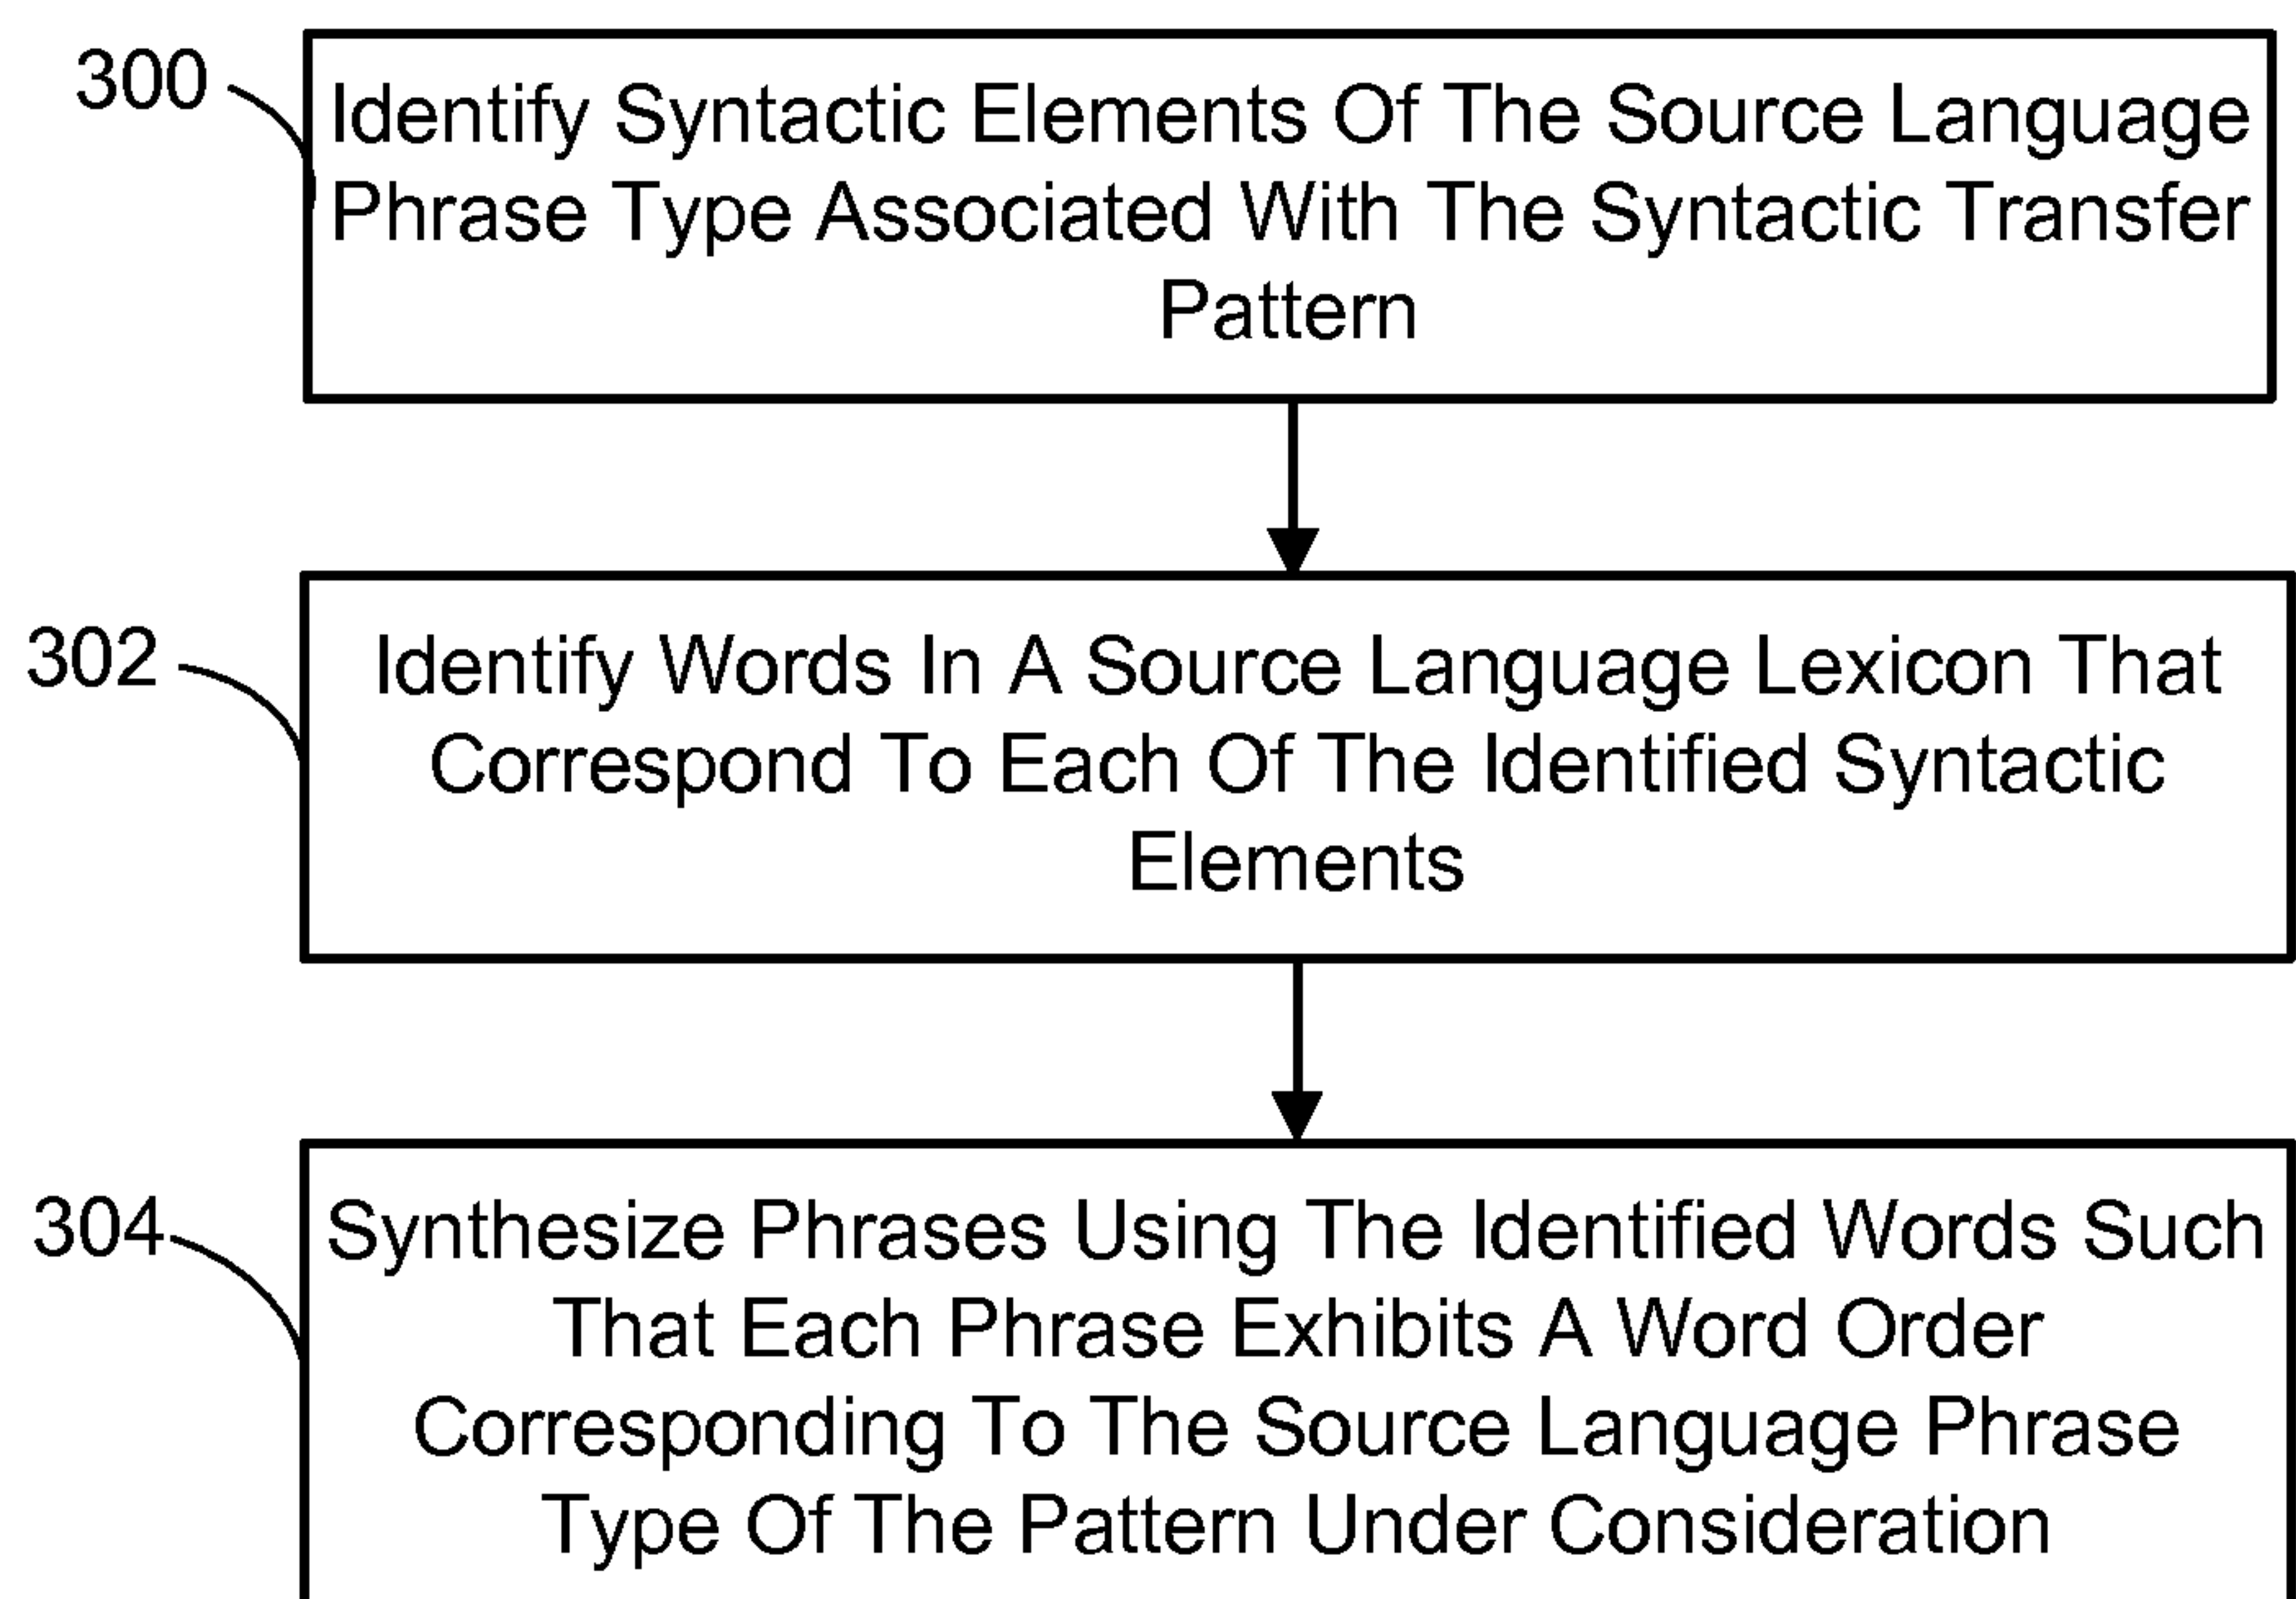 300
Identify Syntactic Elements Of The Source Language
Phrase Type Associated With The Syntactic Transfer
Pattern
302
Identify Words In A Source Language Lexicon That
Correspond To Each Of The Identified Syntactic
Elements
304
Synthesize Phrases Using The Identified Words Such
That Each Phrase Exhibits A Word Order
Corresponding To The Source Language Phrase
Type Of The Pattern Under Consideration